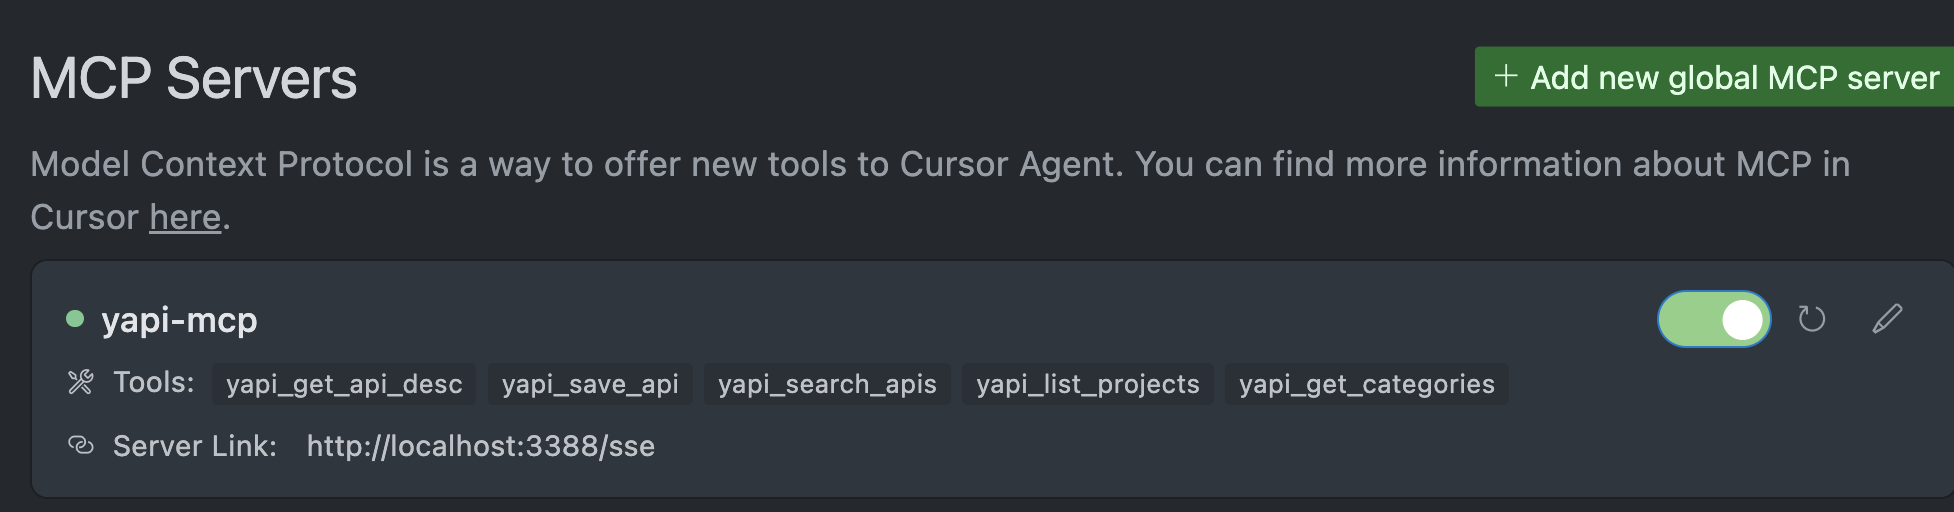 MCP Servers
+ Add new global MCP server
Model Context Protocol is a way to offer new tools to Cursor Agent. You can find more information about MCP in
Cursor here.
yapi-mcp
Tools: yapi_get_api_desc yapi_save_api yapi_search_apis yapi_list_projects yapi_get_categories
Server Link: http://localhost:3388/sse